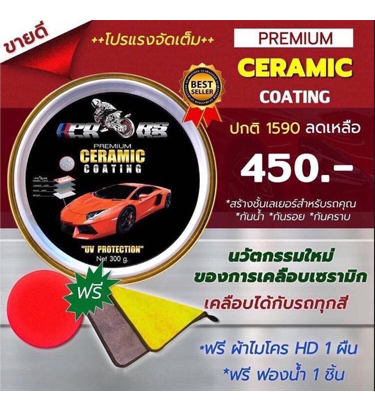 ขายดี
++โปรแรงจัดเต็ม++
PREMIUM
CERAMIC
COATING
BEST
SELLER
ปกติ 1590 ลดเหลือ
450.-
*สร้างชั้นเลเยอร์สำหรับรถคุณ
*กันน้ำ *กันรอย *กันคราบ
PREMIUM
CERAMIC
COATING
"UV PROTECTION"
Net 300 g.
นวัตกรรมใหม่
ของการเคลือบเซรามิก
เคลือบได้กับรถทุกสี
ฟรี
*ฟรี ผ้าไมโคร HD 1 ผืน
*ฟรี ฟองน้ำ 1 ชิ้น